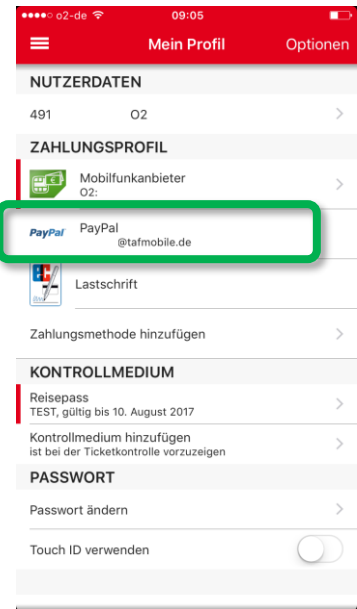 o2-de 09:05
Mein Profil Optionen
NUTZERDATEN
491 O2
ZAHLUNGSPROFIL
Mobilfunkanbieter
O2:
PayPal PayPal
@tafmobile.de
Lastschrift
Zahlungsmethode hinzufügen
KONTROLLMEDIUM
Reisepass
TEST, gültig bis 10. August 2017
Kontrollmedium hinzufügen
ist bei der Ticketkontrolle vorzuzeigen
PASSWORT
Passwort ändern
Touch ID verwenden